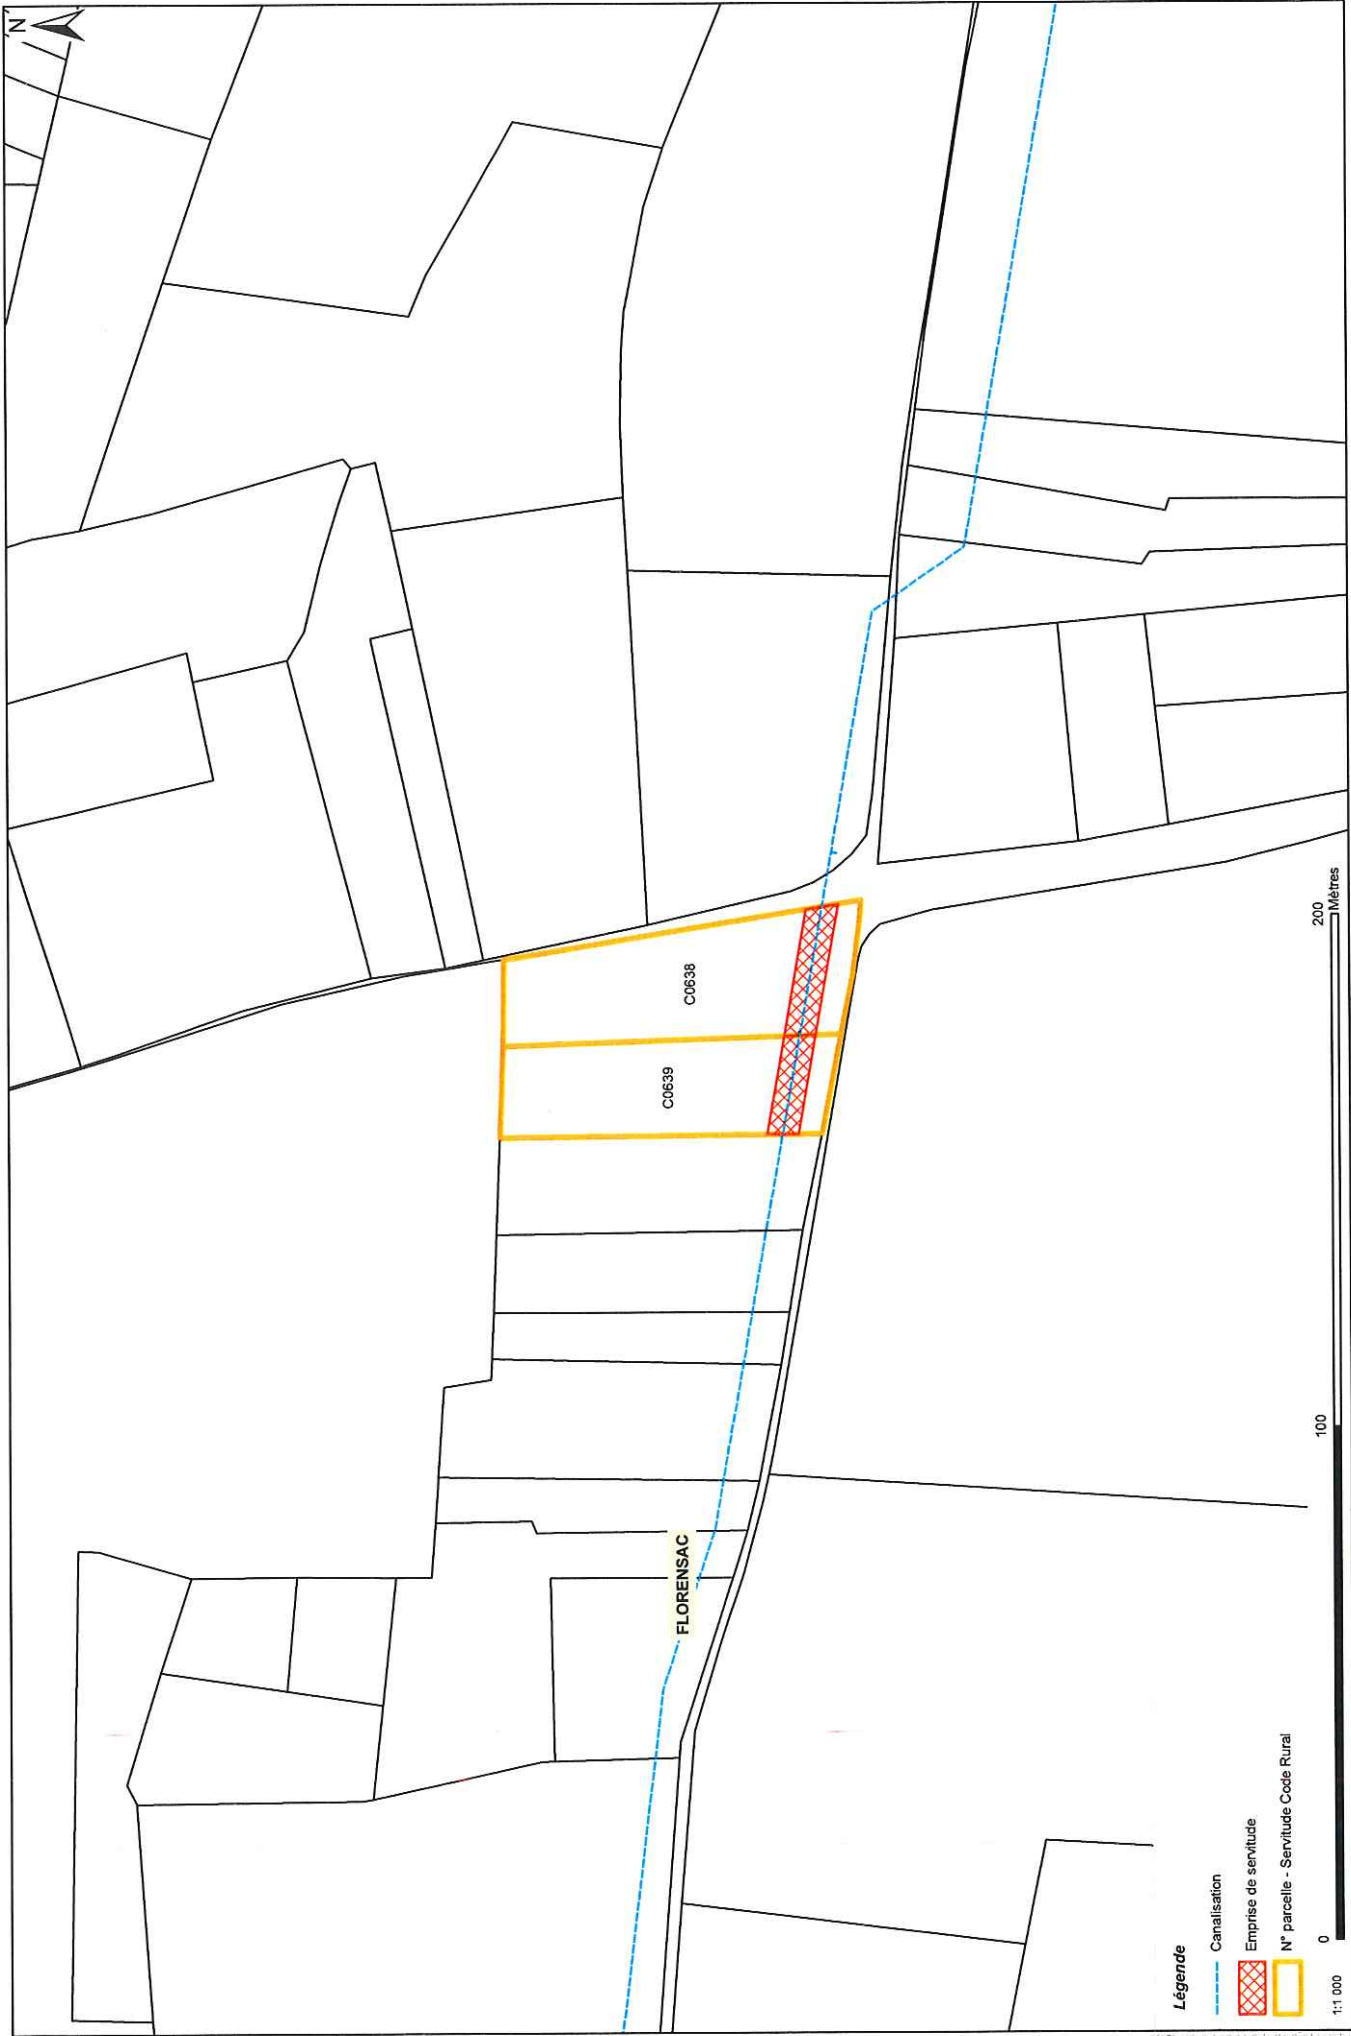 N
C0638
C0639
FLORENSAC
Légende
Canalisation
Emprise de servitude
N° parcelle - Servitude Code Rural
1:1 000
0
100
200
Mètres